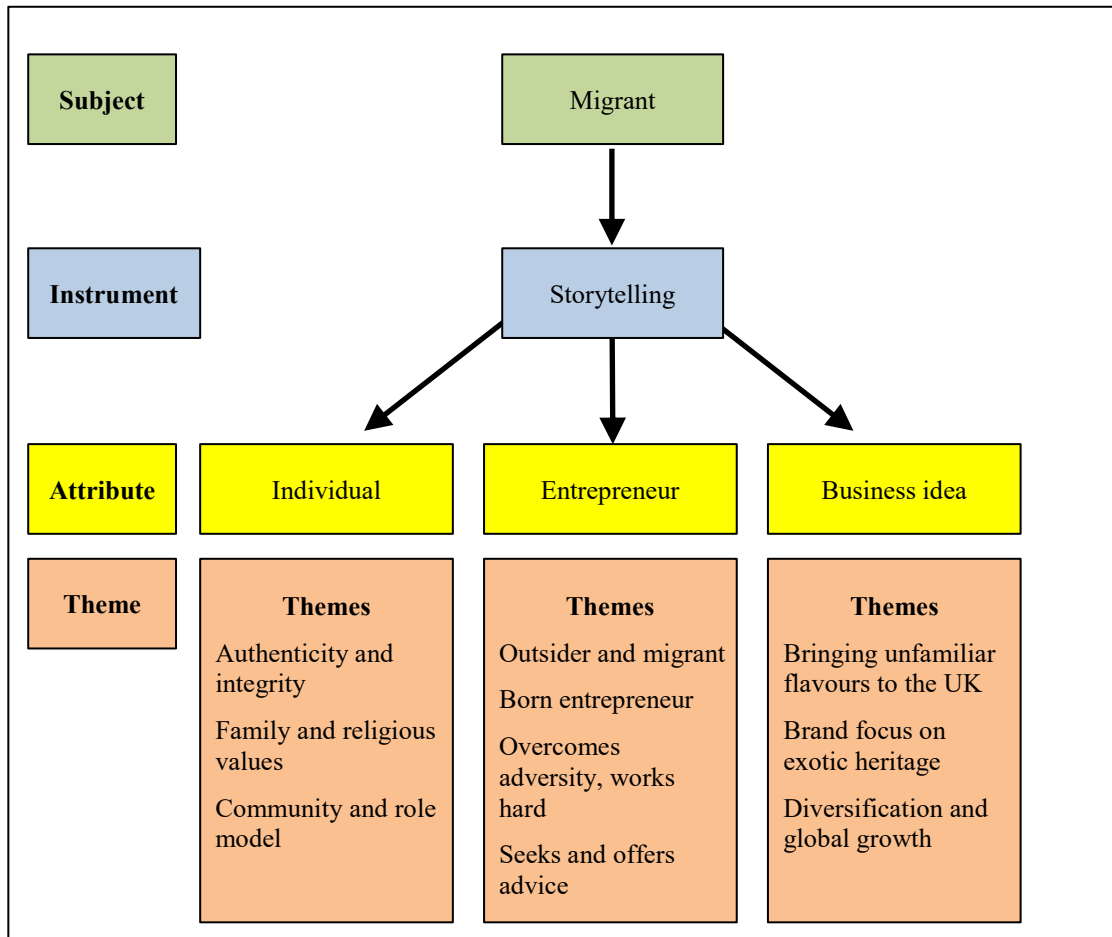 Subject
Migrant
Instrument
Storytelling
Attribute
Individual
Entrepreneur
Business idea
Theme
Themes
Authenticity and
integrity
Family and religious
values
Community and role
model
Themes
Outsider and migrant
Born entrepreneur
Overcomes
adversity, works
hard
Seeks and offers
advice
Themes
Bringing unfamiliar
flavours to the UK
Brand focus on
exotic heritage
Diversification and
global growth